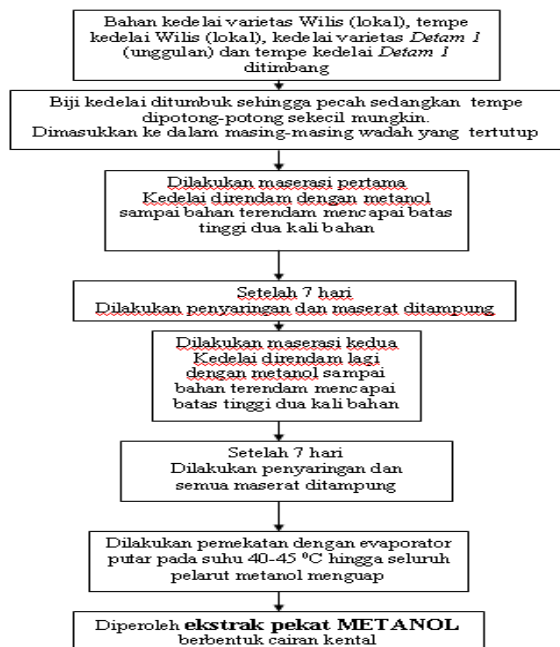 Bahan kedelai varietas Wilis (lokal), tempe
kedelai Wilis (lokal), kedelai varietas Detam 1
(unggulan) dan tempe kedelai Detam 1
ditimbang
Biji kedelai ditumbuk sehingga pecah sedangkan tempe
dipotong-potong sekecil mungkin.
Dimasukkan ke dalam masing-masing wadah yang tertutup
Dilakukan maserasi pertama
Kedelai direndam dengan metanol
sampai bahan terendam mencapai batas
tinggi dua kali bahan
Setelah 7 hari
Dilakukan penyaringan dan maserat ditampung
Dilakukan maserasi kedua
Kedelai direndam lagi
dengan metanol sampai
bahan terendam mencapai
batas tinggi dua kali bahan
Setelah 7 hari
Dilakukan penyaringan dan
semua maserat ditampung
Dilakukan pemekatan dengan evaporator
putar pada suhu 40-45 ⁰C hingga seluruh
pelarut metanol menguap
Diperoleh ekstrak pekat METANOL
berbentuk cairan kental